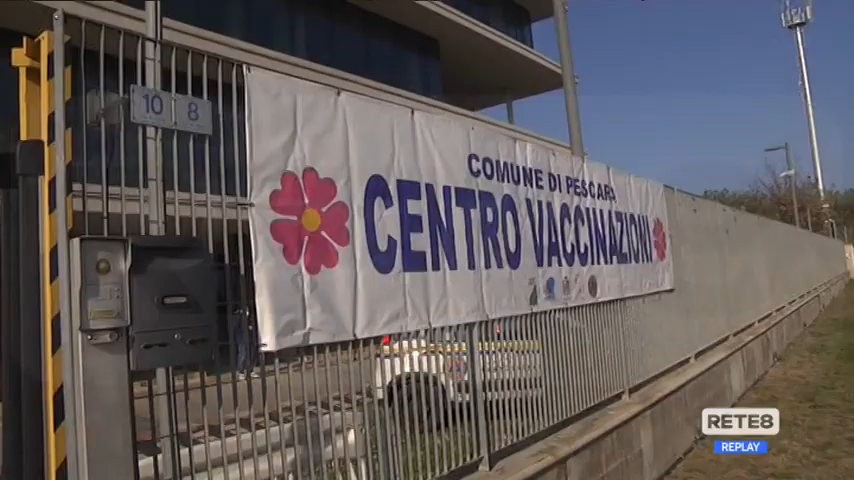 10 8
COMUNE DI PESCARA
CENTRO VACCINAZIONI
RETE8
REPLAY